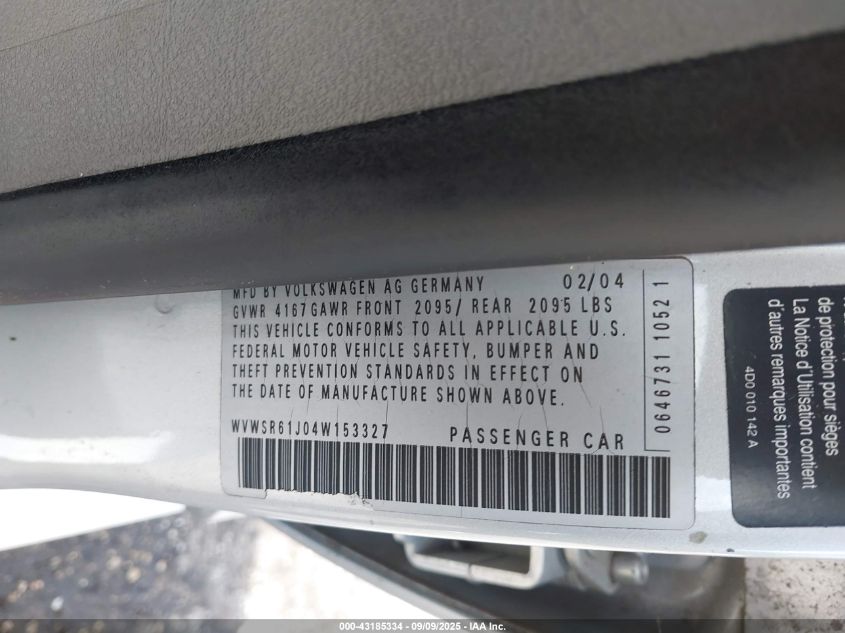 MFD BY VOLKSWAGEN AG GERMANY 02/04
GVWR 4167 GAWR FRONT 2095/ REAR 2095 LBS
THIS VEHICLE CONFORMS TO ALL APPLICABLE U.S.
FEDERAL MOTOR VEHICLE SAFETY, BUMPER AND
THEFT PREVENTION STANDARDS IN EFFECT ON
THE DATE OF MANUFACTURE SHOWN ABOVE.
WVWSR61J04W153327 PASSENGER CAR
0646731 1052 1
de protection pour sièges
La Notice d'Utilisation contient
d'autres remarques importantes
4D0 010 142 A
000-43185334 - 09/09/2025 - IAA Inc.